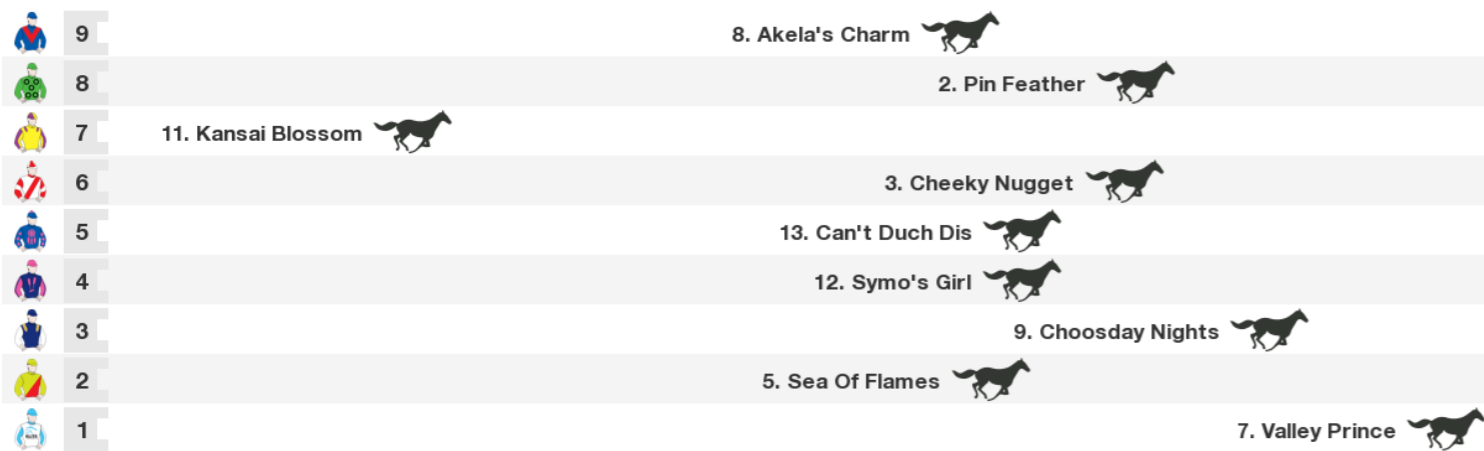 9 8. Akela's Charm
8 2. Pin Feather
7 11. Kansai Blossom
6 3. Cheeky Nugget
5 13. Can't Duch Dis
4 12. Symo's Girl
3 9. Choosday Nights
2 5. Sea Of Flames
1 7. Valley Prince